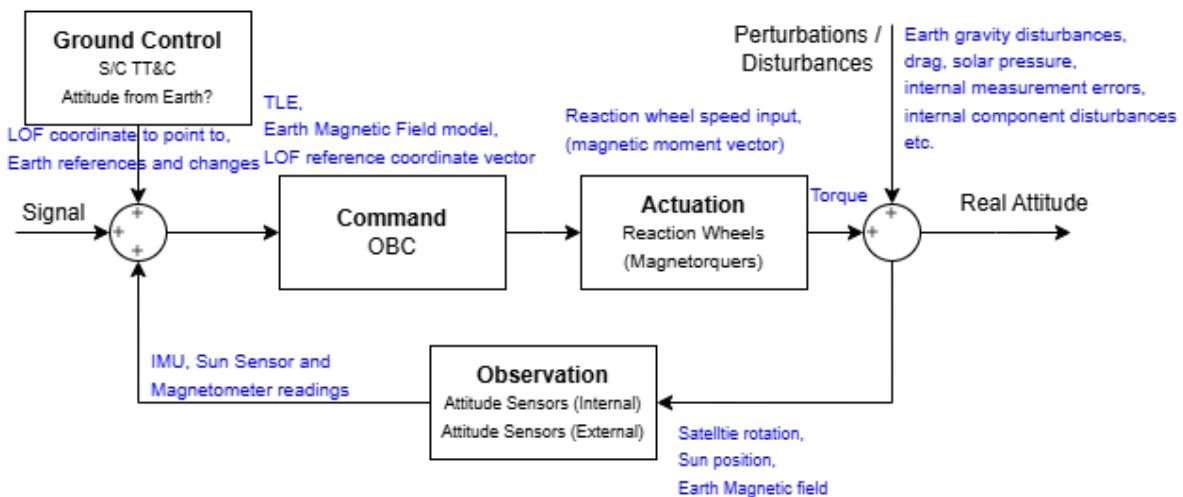 Ground Control
S/C TT&C
Attitude from Earth?
LOF coordinate to point to,
Earth references and changes
TLE,
Earth Magnetic Field model,
LOF reference coordinate vector
Reaction wheel speed input,
(magnetic moment vector)
Perturbations /
Disturbances
Earth gravity disturbances,
drag, solar pressure,
internal measurement errors,
internal component disturbances
etc.
Signal
+
+
+
Command
OBC
Actuation
Reaction Wheels
(Magnetorquers)
Torque
+
+
Real Attitude
IMU, Sun Sensor and
Magnetometer readings
Observation
Attitude Sensors (Internal)
Attitude Sensors (External)
Satelltie rotation,
Sun position,
Earth Magnetic field